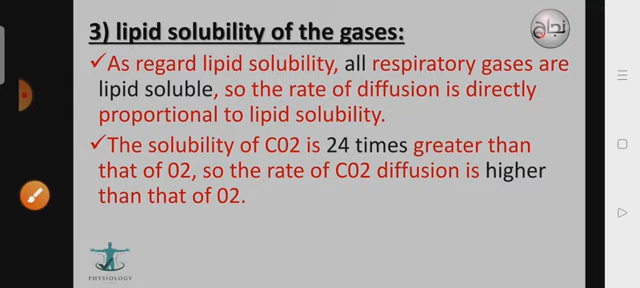 3) lipid solubility of the gases:
نجاح
✓As regard lipid solubility, all respiratory gases are
lipid soluble, so the rate of diffusion is directly
proportional to lipid solubility.
✓The solubility of C02 is 24 times greater than
that of 02, so the rate of C02 diffusion is higher
than that of 02.
PHYSIOLOGY